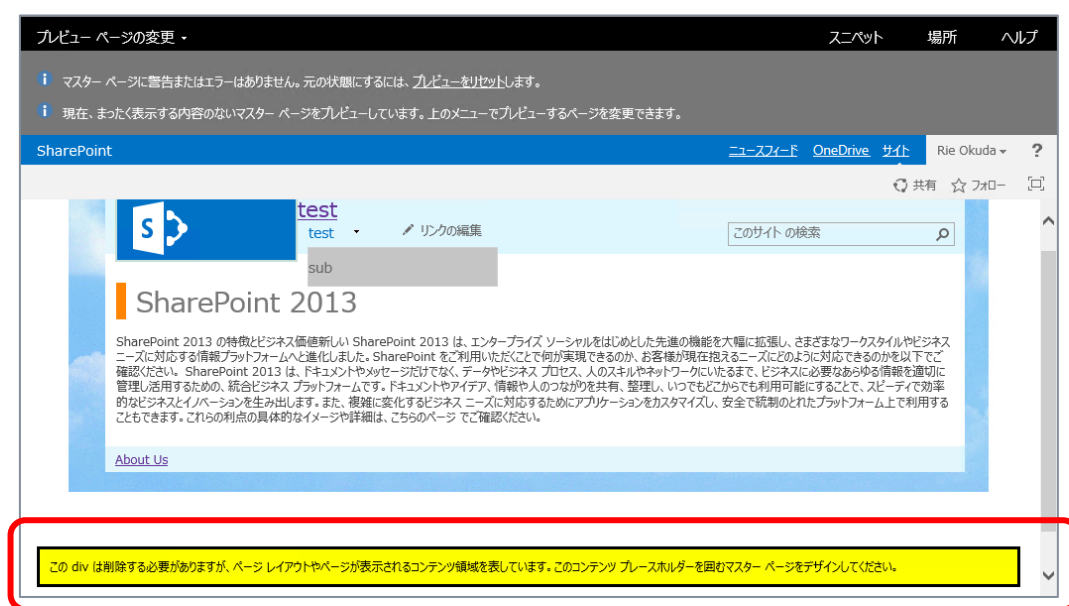 プレビュー ページの変更
スニペット 場所 ヘルプ
マスター ページに警告またはエラーはありません。元の状態にするには、プレビューをリセットします。
現在、まったく表示する内容のないマスター ページをプレビューしています。上のメニューでプレビューするページを変更できます。
SharePoint ニュースフィード OneDrive サイト Rie Okuda ?
共有 フォロー
S
test
test リンクの編集 このサイト の検索
sub
SharePoint 2013
SharePoint 2013 の特徴とビジネス価値新しい SharePoint 2013 は、エンタープライズ ソーシャルをはじめとした先進の機能を大幅に拡張し、さまざまなワークスタイルやビジネス
ニーズに対応する情報プラットフォームへと進化しました。SharePoint をご利用いただくことで何が実現できるのか、お客様が現在抱えるニーズにどのように対応できるのかを以下でご
確認ください。SharePoint 2013 は、ドキュメントやメッセージだけでなく、データやビジネス プロセス、人のスキルやネットワークにいたるまで、ビジネスに必要なあらゆる情報を適切に
管理し活用するための、統合ビジネス プラットフォームです。ドキュメントやアイデア、情報や人のつながりを共有、整理し、いつでもどこからでも利用可能にすることで、スピーディで効率
的なビジネスとイノベーションを生み出します。また、複雑に変化するビジネス ニーズに対応するためにアプリケーションをカスタマイズし、安全で統制のとれたプラットフォーム上で利用する
こともできます。これらの利点の具体的なイメージや詳細は、こちらのページ でご確認ください。
About Us
この div は削除する必要がありますが、ページ レイアウトやページが表示されるコンテンツ領域を表しています。このコンテンツ プレースホルダーを囲むマスター ページをデザインしてください。